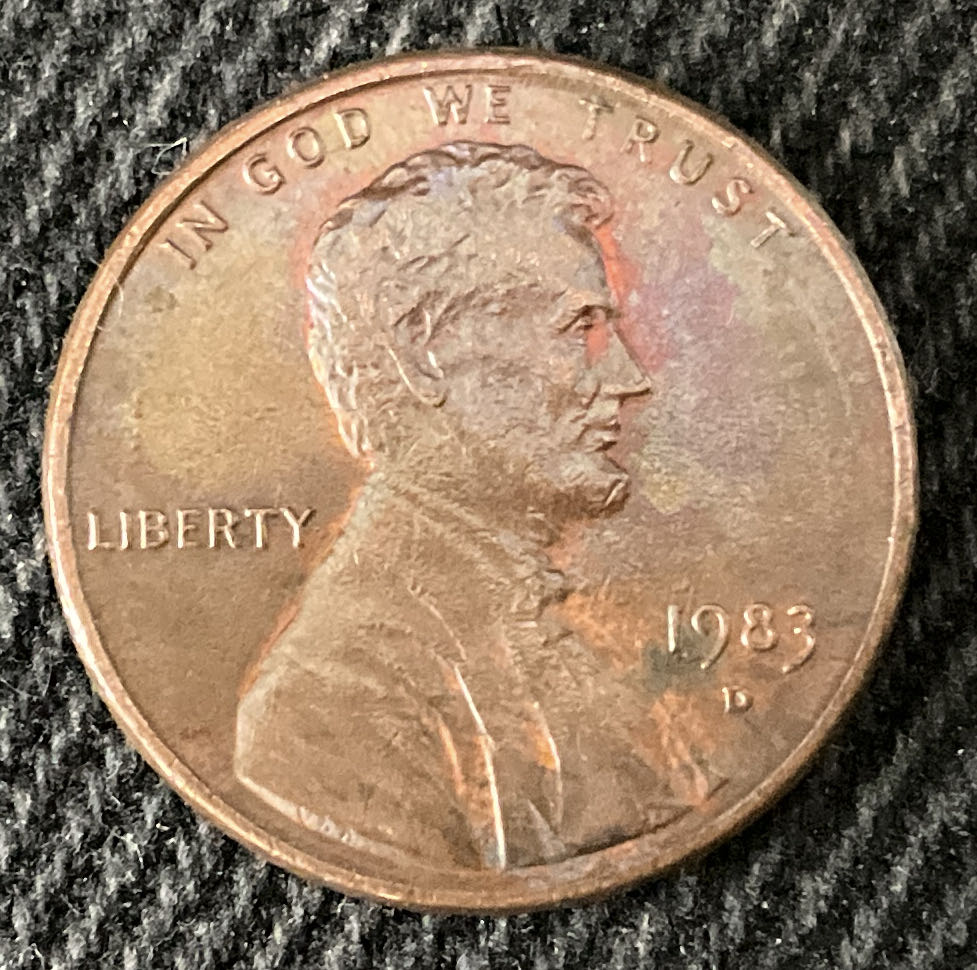 IN GOD WE TRUST
LIBERTY
1983
D